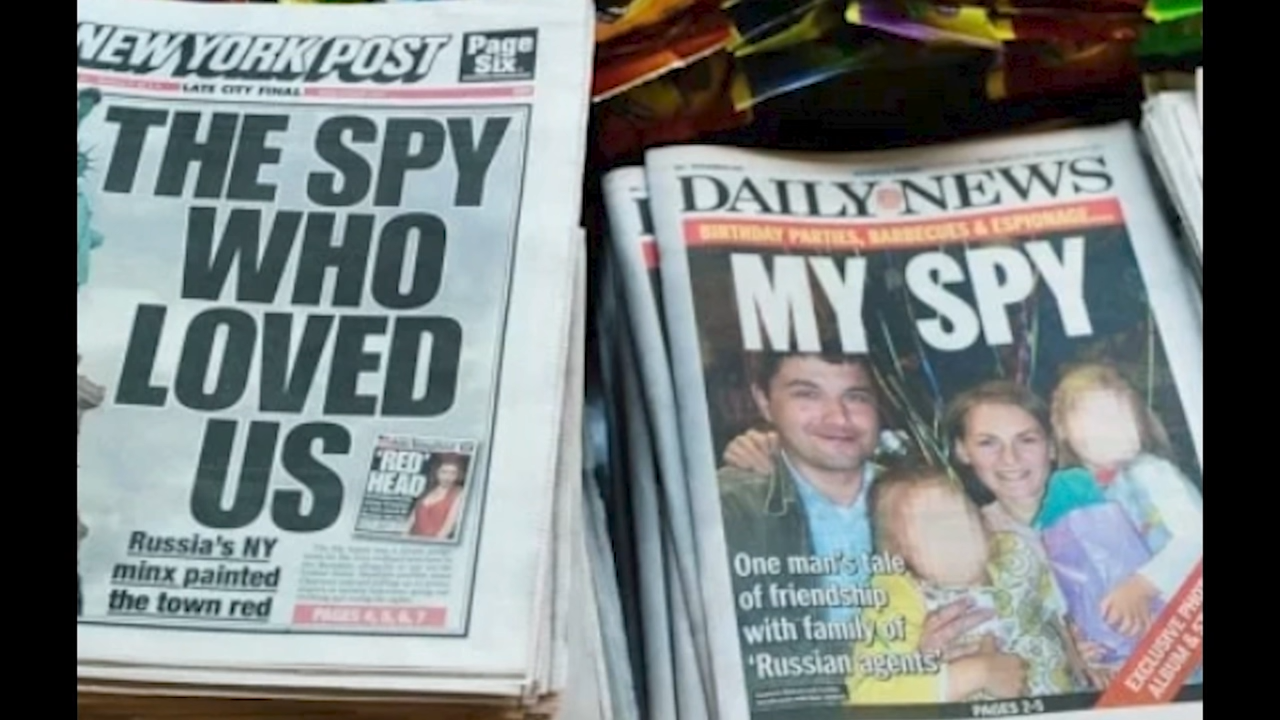 NEW YORK POST
Page
Six
LATE CITY FINAL
THE SPY
WHO
LOVED
US
'RED'
HEAD
Russia's NY
minx painted
the town red
PAGES 4, 5, 6, 7
DAILY NEWS
BIRTHDAY PARTIES, BARBECUES & ESPIONAGE...
MY SPY
One man's tale
of friendship
with family of
'Russian agents'
EXCLUSIVE
ALBUM &
PAGES 2-5